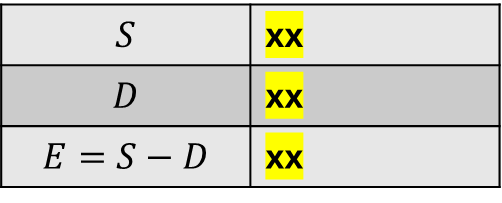 S xx
D xx
E = S − D xx